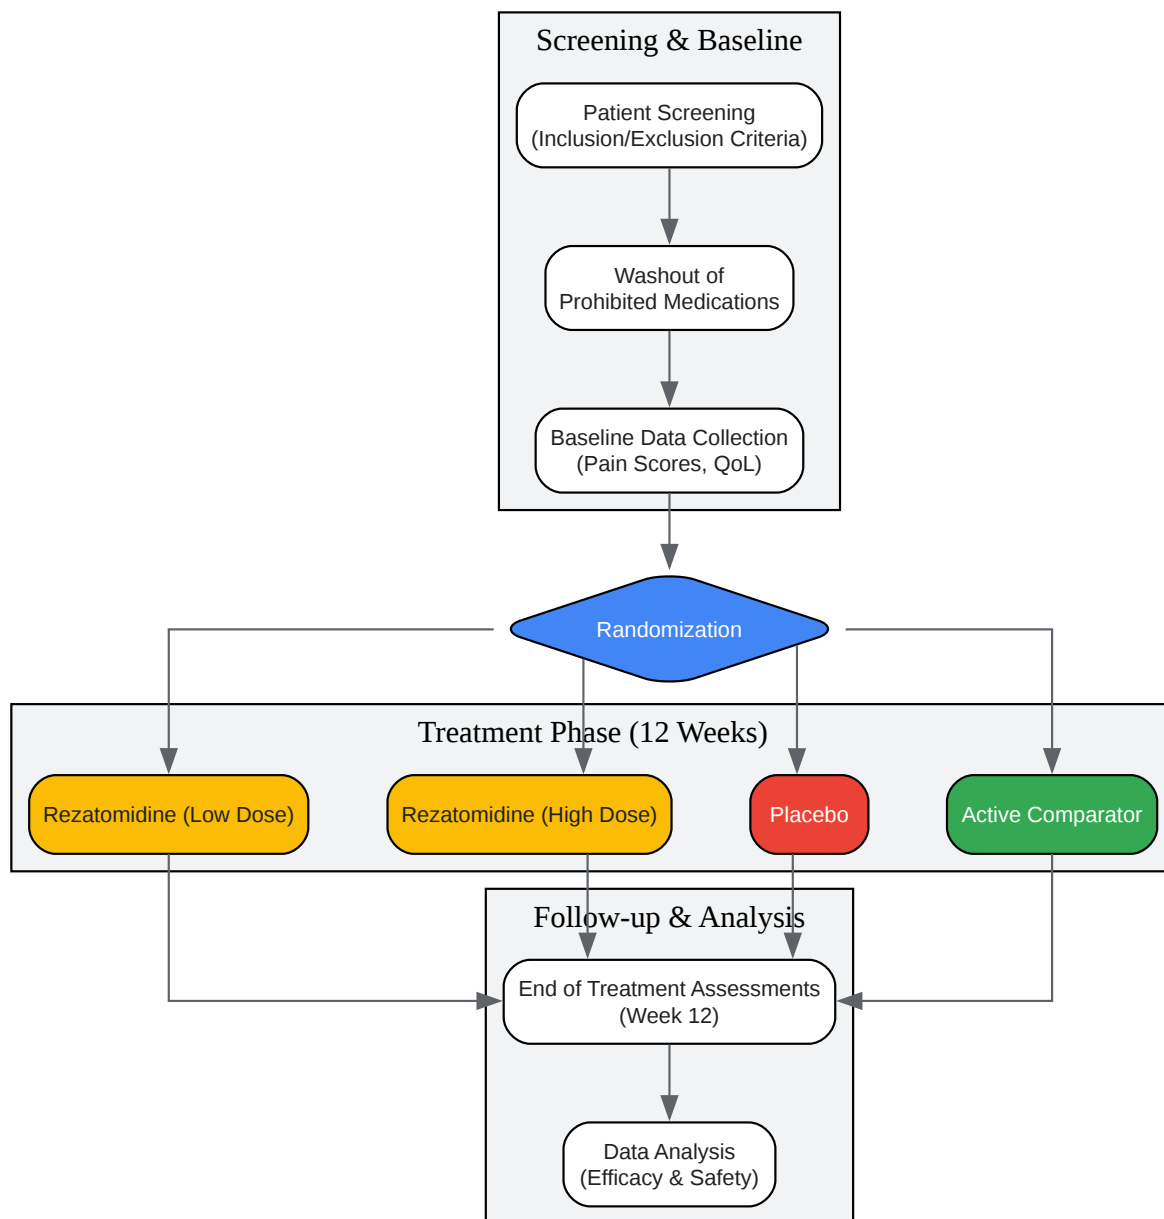 Screening & Baseline
Patient Screening
(Inclusion/Exclusion Criteria)
Washout of
Prohibited Medications
Baseline Data Collection
(Pain Scores, QoL)
Randomization
Treatment Phase (12 Weeks)
Rezatomidine (Low Dose)
Rezatomidine (High Dose)
Placebo
Active Comparator
Follow-up & Analysis
End of Treatment Assessments
(Week 12)
Data Analysis
(Efficacy & Safety)